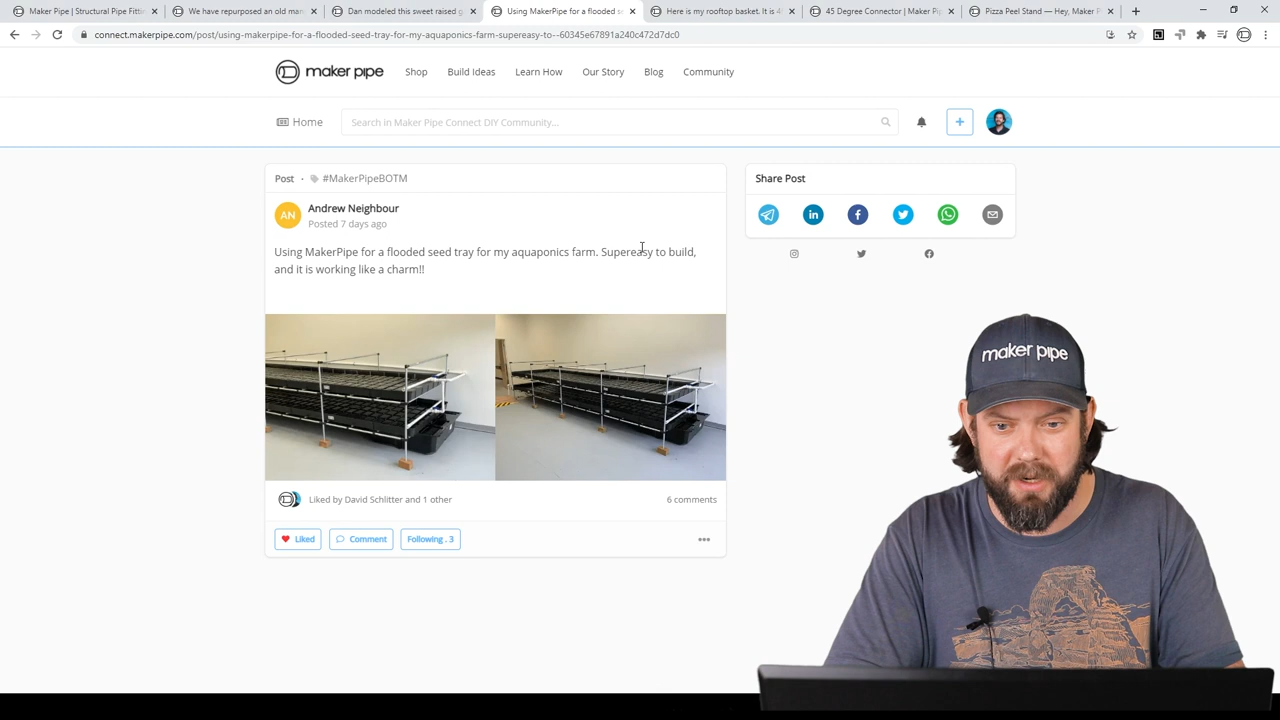 Maker Pipe | Structural Pipe Fitti
We have repurposed an old man
Dan modeled this sweet raised g
Using MakerPipe for a flooded se
Here is my rooftop basket. It is 4
45 Degree Connector | Maker Pi
Pizza Peel Stand — Hey, Maker P
connect.makerpipe.com/post/using-makerpipe-for-a-flooded-seed-tray-for-my-aquaponics-farm-supereasy-to--60345e67891a240c472d7dc0
maker pipe
Shop
Build Ideas
Learn How
Our Story
Blog
Community
Home
Search in Maker Pipe Connect DIY Community...
Post · #MakerPipeBOTM
AN
Andrew Neighbour
Posted 7 days ago
Using MakerPipe for a flooded seed tray for my aquaponics farm. Supereasy to build,
and it is working like a charm!!
Liked by David Schlitter and 1 other
6 comments
Liked
Comment
Following . 3
Share Post
maker pipe